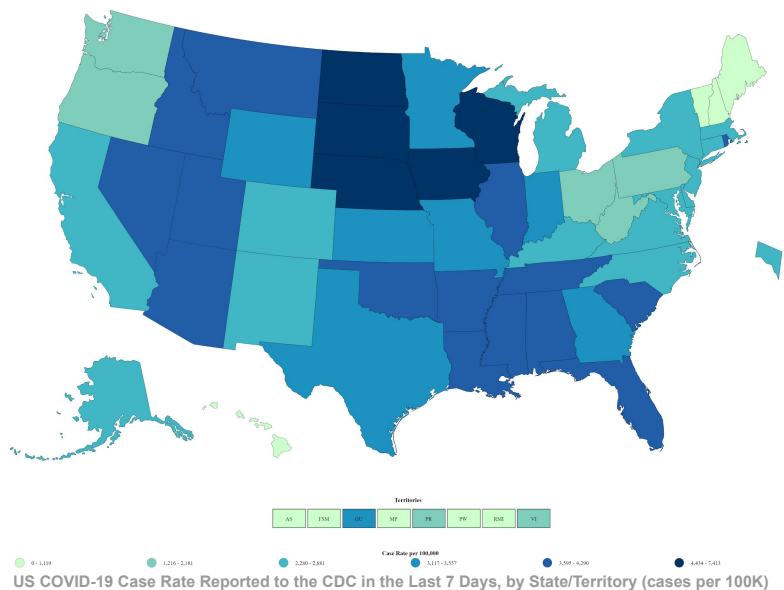 Territories
AS FSM GU MP PR PW RMI VI
Case Rate per 100,000
0 - 1,119 1,216 - 2,181 2,280 - 2,881 3,117 - 3,557 3,595 - 4,290 4,434 - 7,413
US COVID-19 Case Rate Reported to the CDC in the Last 7 Days, by State/Territory (cases per 100K)